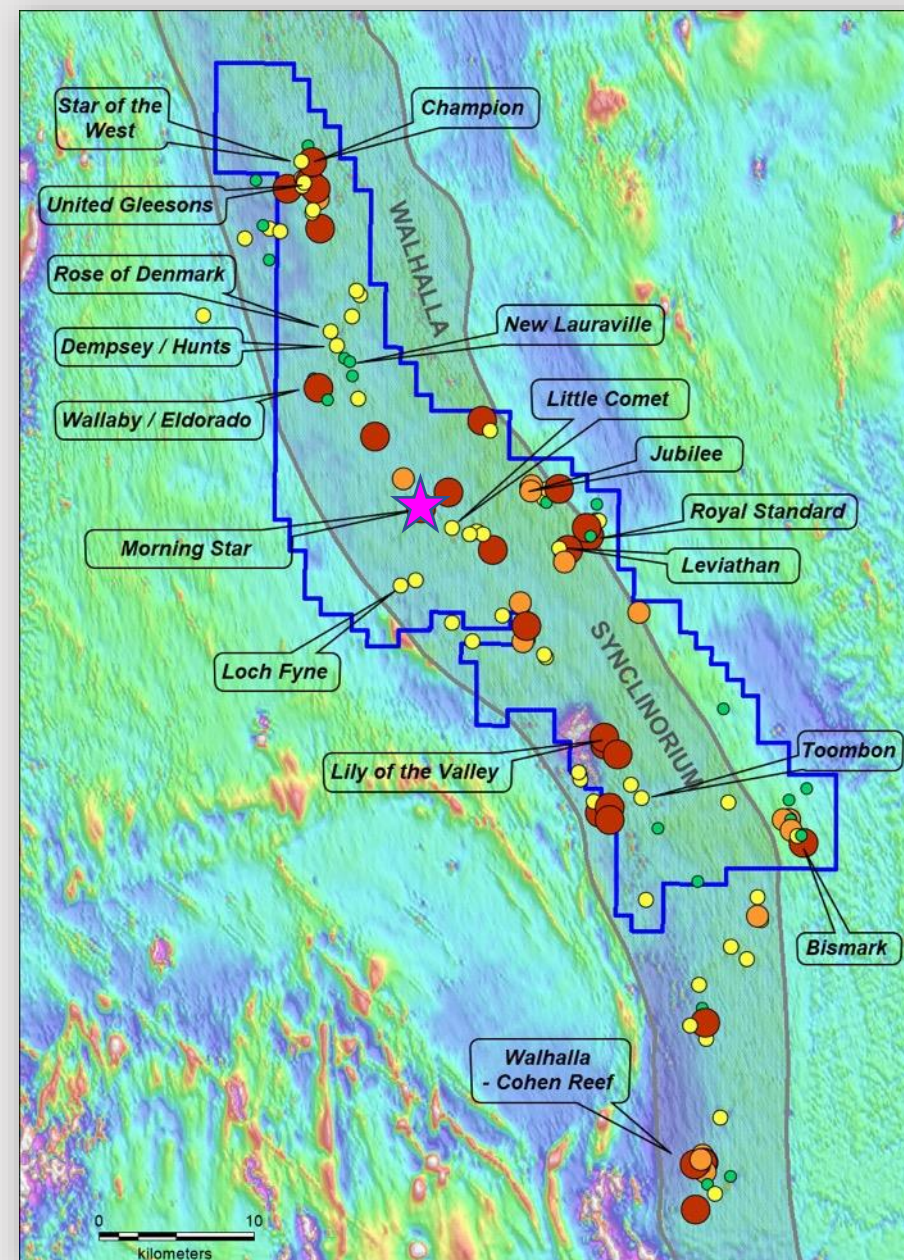 Star of the
West
Champion
United Gleesons
WALHALLA
Rose of Denmark
New Lauraville
Dempsey / Hunts
Little Comet
Wallaby / Eldorado
Jubilee
Royal Standard
Morning Star
Leviathan
SYNCLINORIUM
Loch Fyne
Toombon
Lily of the Valley
Bismark
Walhalla
- Cohen Reef
0 10
kilometers